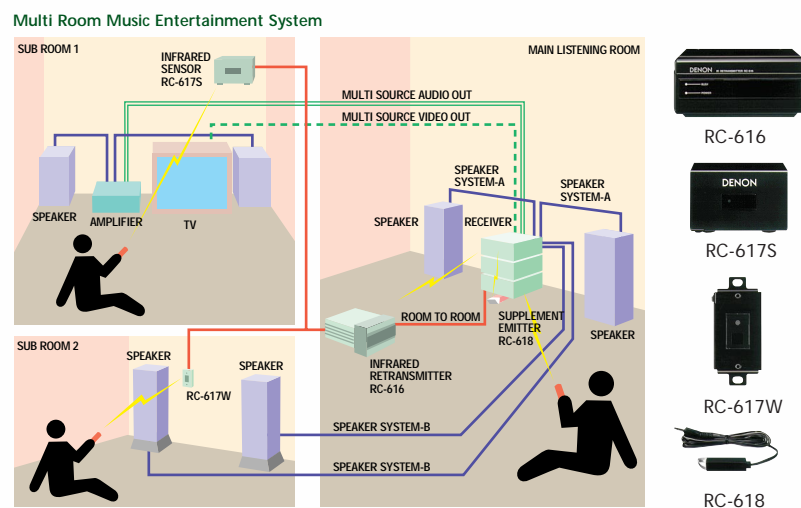 Multi Room Music Entertainment System
SUB ROOM 1
INFRARED
SENSOR
RC-617S
MAIN LISTENING ROOM
MULTI SOURCE AUDIO OUT
MULTI SOURCE VIDEO OUT
SPEAKER
SYSTEM-A
SPEAKER
SYSTEM-A
SPEAKER
AMPLIFIER
TV
SPEAKER
RECEIVER
ROOM TO ROOM
SUPPLEMENT
EMITTER
RC-618
SPEAKER
INFRARED
RETRANSMITTER
RC-616
SUB ROOM 2
SPEAKER
SPEAKER
RC-617W
SPEAKER SYSTEM-B
SPEAKER SYSTEM-B
DENON
RC-616
DENON
RC-617S
RC-617W
RC-618